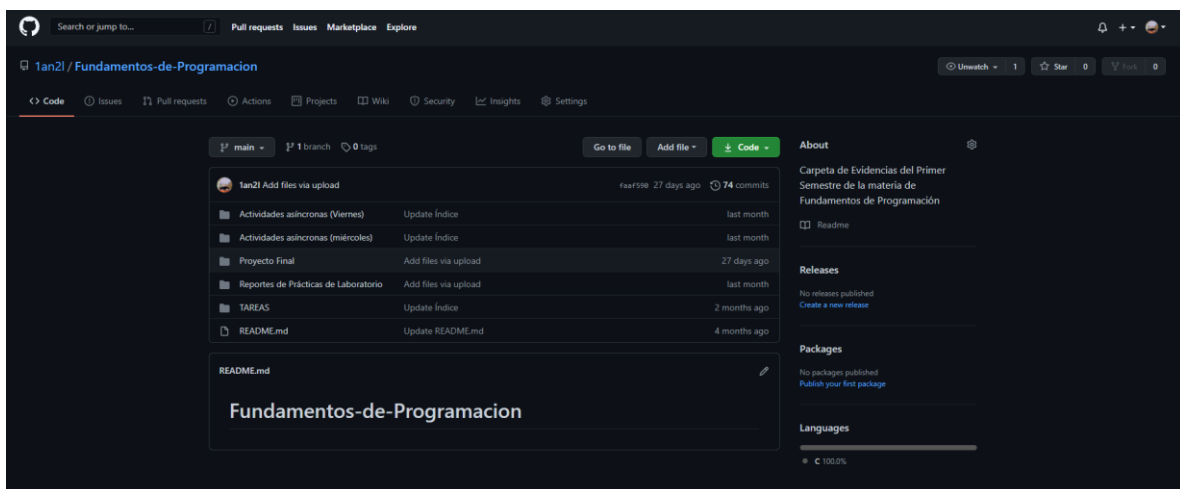 Search or jump to... / Pull requests Issues Marketplace Explore
1an2l / Fundamentos-de-Programacion Unwatch 1 Star 0 Fork 0
Code Issues Pull requests Actions Projects Wiki Security Insights Settings
main 1 branch 0 tags Go to file Add file Code
1an2l Add files via upload faaf590 27 days ago 74 commits
Actividades asíncronas (Viernes) Update Índice last month
Actividades asíncronas (miércoles) Update Índice last month
Proyecto Final Add files via upload 27 days ago
Reportes de Prácticas de Laboratorio Add files via upload last month
TAREAS Update Índice 2 months ago
README.md Update README.md 4 months ago
README.md
Fundamentos-de-Programacion
About
Carpeta de Evidencias del Primer
Semestre de la materia de
Fundamentos de Programación
Readme
Releases
No releases published
Create a new release
Packages
No packages published
Publish your first package
Languages
C 100.0%